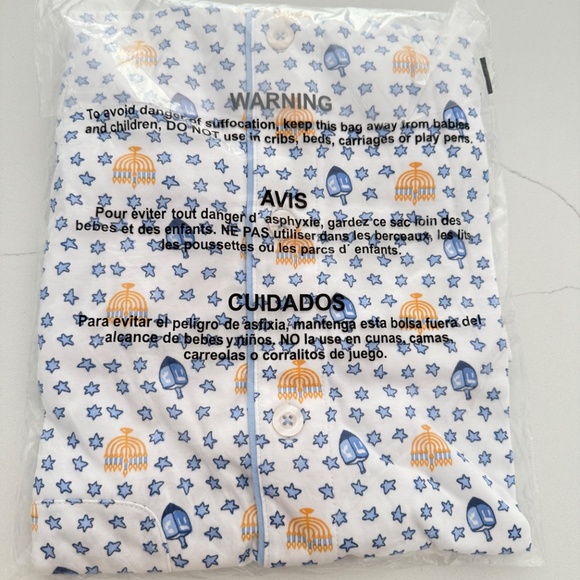 WARNING
To avoid danger of suffocation, keep this bag away from babies
and children, DO NOT use in cribs, beds, carriages or play pens.
AVIS
Pour éviter tout danger d´asphyxie, gardez ce sac loin des
bébes et des enfants. NE PAS utiliser dans les berceaux, les lits,
les poussettes ou les parcs d´ enfants.
CUIDADOS
Para evitar el peligro de asfixia, mantenga esta bolsa fuera del
alcance de bebes y niños. NO la use en cunas, camas,
carreolas o corralitos de juego.